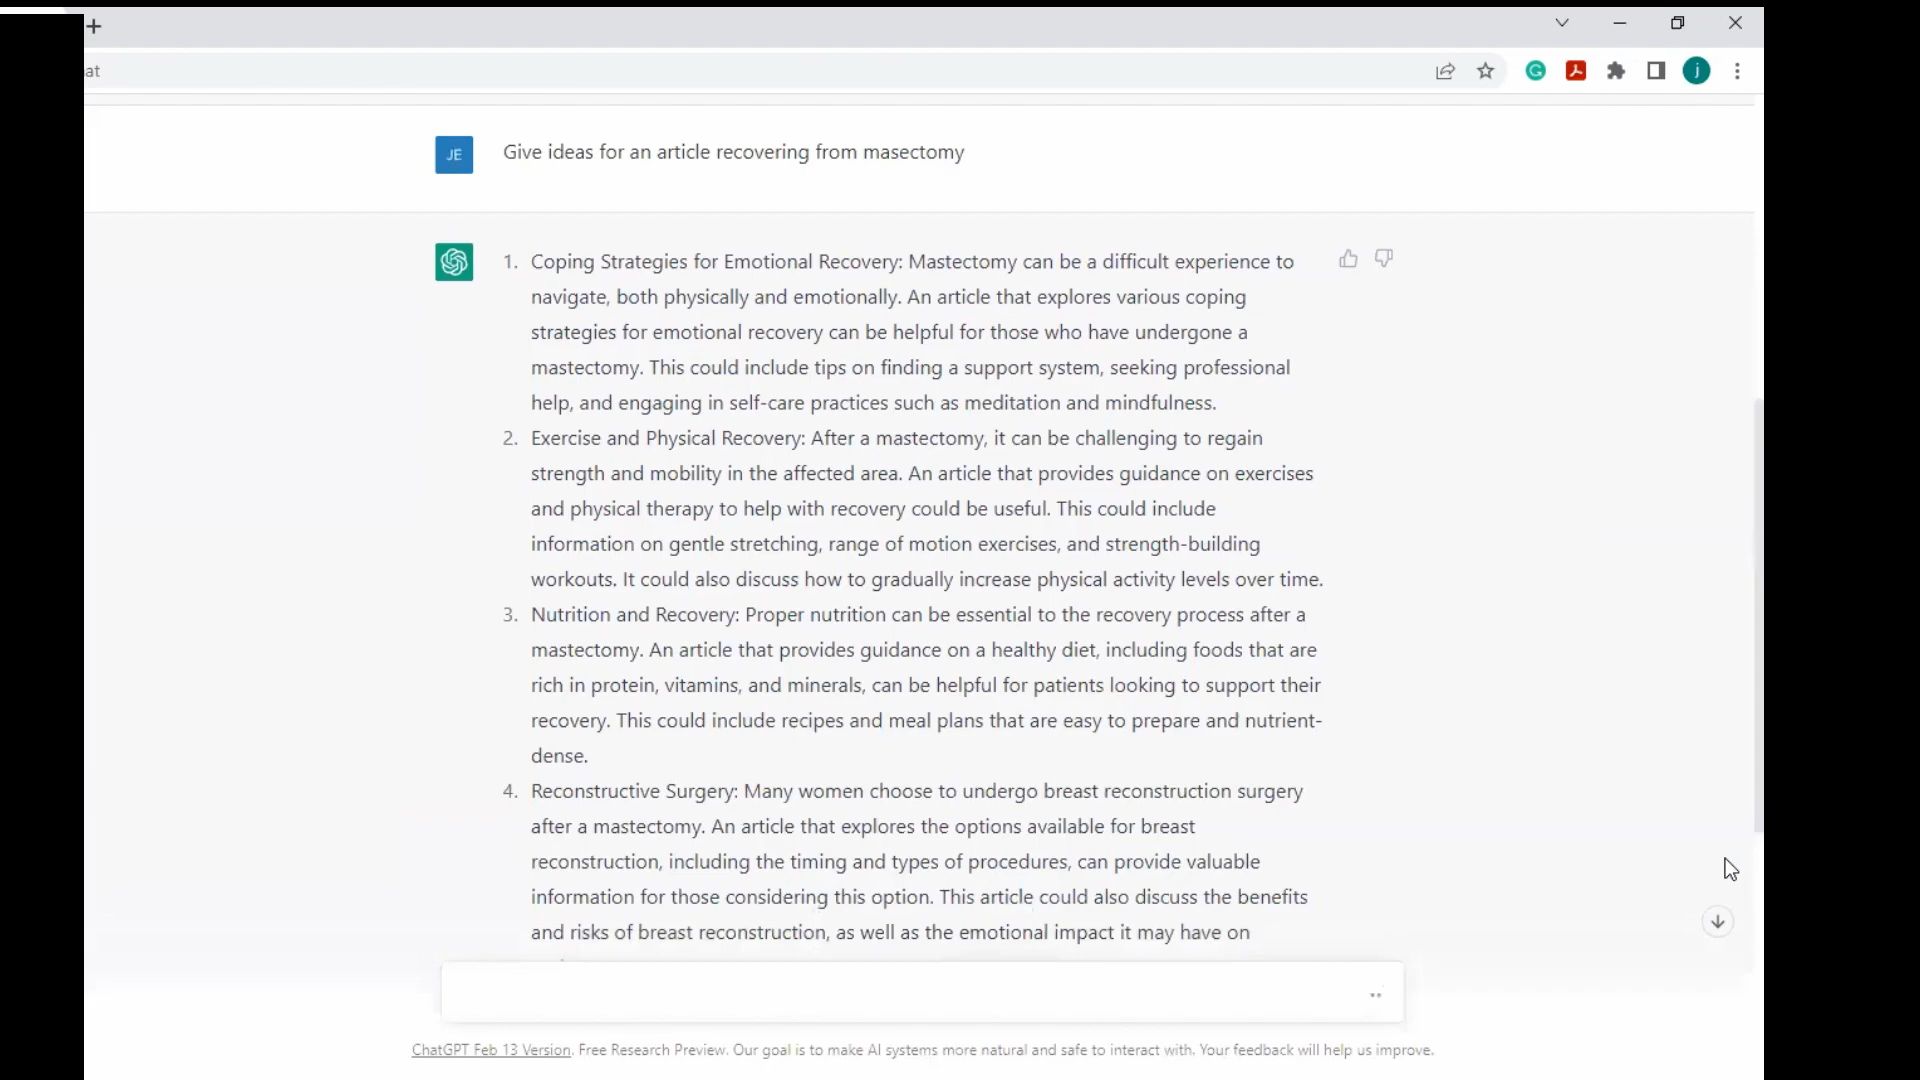 at
j
JE
Give ideas for an article recovering from masectomy
1. Coping Strategies for Emotional Recovery: Mastectomy can be a difficult experience to
navigate, both physically and emotionally. An article that explores various coping
strategies for emotional recovery can be helpful for those who have undergone a
mastectomy. This could include tips on finding a support system, seeking professional
help, and engaging in self-care practices such as meditation and mindfulness.
2. Exercise and Physical Recovery: After a mastectomy, it can be challenging to regain
strength and mobility in the affected area. An article that provides guidance on exercises
and physical therapy to help with recovery could be useful. This could include
information on gentle stretching, range of motion exercises, and strength-building
workouts. It could also discuss how to gradually increase physical activity levels over time.
3. Nutrition and Recovery: Proper nutrition can be essential to the recovery process after a
mastectomy. An article that provides guidance on a healthy diet, including foods that are
rich in protein, vitamins, and minerals, can be helpful for patients looking to support their
recovery. This could include recipes and meal plans that are easy to prepare and nutrient-
dense.
4. Reconstructive Surgery: Many women choose to undergo breast reconstruction surgery
after a mastectomy. An article that explores the options available for breast
reconstruction, including the timing and types of procedures, can provide valuable
information for those considering this option. This article could also discuss the benefits
and risks of breast reconstruction, as well as the emotional impact it may have on
ChatGPT Feb 13 Version. Free Research Preview. Our goal is to make AI systems more natural and safe to interact with. Your feedback will help us improve.